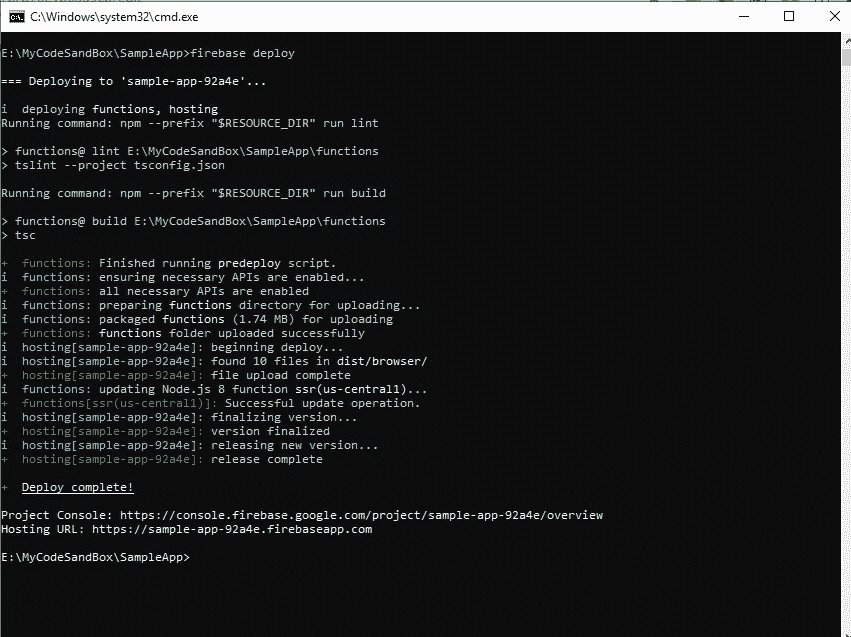 C:\Windows\system32\cmd.exe
E:\MyCodeSandBox\SampleApp>firebase deploy
=== Deploying to 'sample-app-92a4e'...
i  deploying functions, hosting
Running command: npm --prefix "$RESOURCE_DIR" run lint
> functions@ lint E:\MyCodeSandBox\SampleApp\functions
> tslint --project tsconfig.json
Running command: npm --prefix "$RESOURCE_DIR" run build
> functions@ build E:\MyCodeSandBox\SampleApp\functions
> tsc
+  functions: Finished running predeploy script.
i  functions: ensuring necessary APIs are enabled...
+  functions: all necessary APIs are enabled
i  functions: preparing functions directory for uploading...
i  functions: packaged functions (1.74 MB) for uploading
+  functions: functions folder uploaded successfully
i  hosting[sample-app-92a4e]: beginning deploy...
i  hosting[sample-app-92a4e]: found 10 files in dist/browser/
+  hosting[sample-app-92a4e]: file upload complete
i  functions: updating Node.js 8 function ssr(us-central1)...
+  functions[ssr(us-central1)]: Successful update operation.
i  hosting[sample-app-92a4e]: finalizing version...
+  hosting[sample-app-92a4e]: version finalized
i  hosting[sample-app-92a4e]: releasing new version...
+  hosting[sample-app-92a4e]: release complete
+  Deploy complete!
Project Console: https://console.firebase.google.com/project/sample-app-92a4e/overview
Hosting URL: https://sample-app-92a4e.firebaseapp.com
E:\MyCodeSandBox\SampleApp>